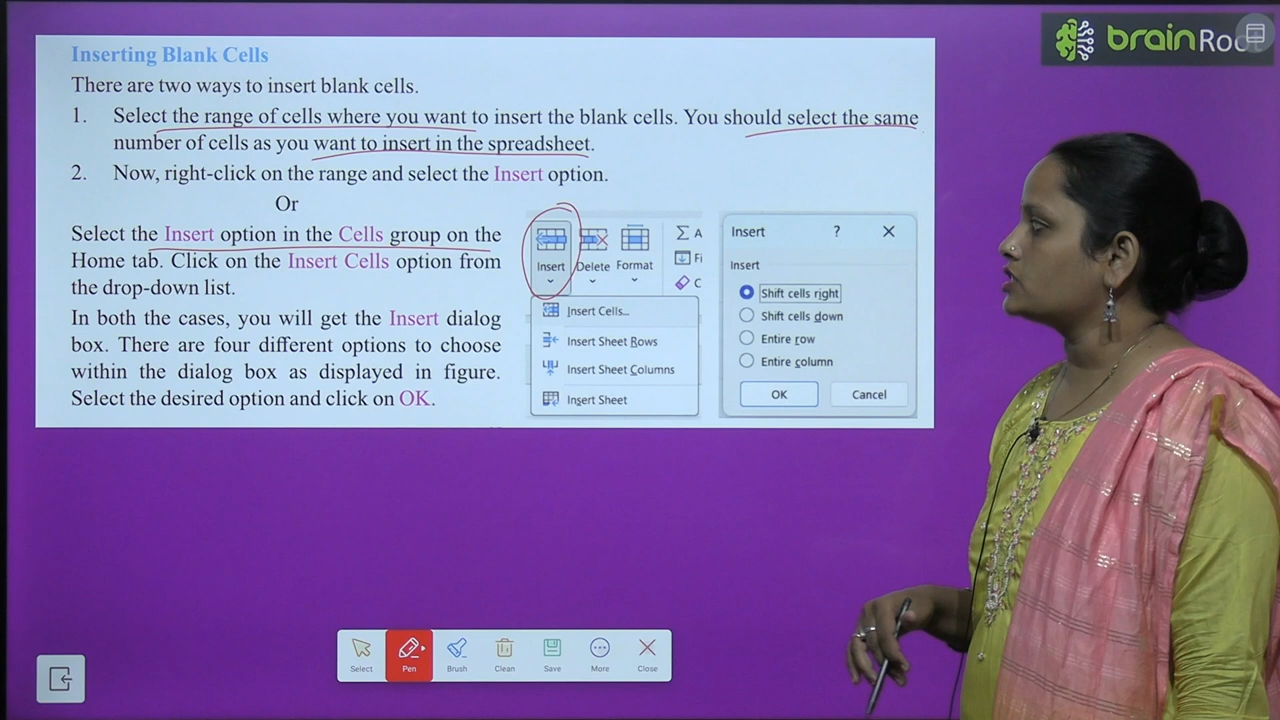 brainRoot
Inserting Blank Cells
There are two ways to insert blank cells.
1. Select the range of cells where you want to insert the blank cells. You should select the same
number of cells as you want to insert in the spreadsheet.
2. Now, right-click on the range and select the Insert option.
Or
Select the Insert option in the Cells group on the
Home tab. Click on the Insert Cells option from
the drop-down list.
In both the cases, you will get the Insert dialog
box. There are four different options to choose
within the dialog box as displayed in figure.
Select the desired option and click on OK.
Insert Delete Format
Σ A
Fi
C
Insert Cells...
Insert Sheet Rows
Insert Sheet Columns
Insert Sheet
Insert ? ×
Insert
Shift cells right
Shift cells down
Entire row
Entire column
OK Cancel
Select Pen Brush Clean Save More Close